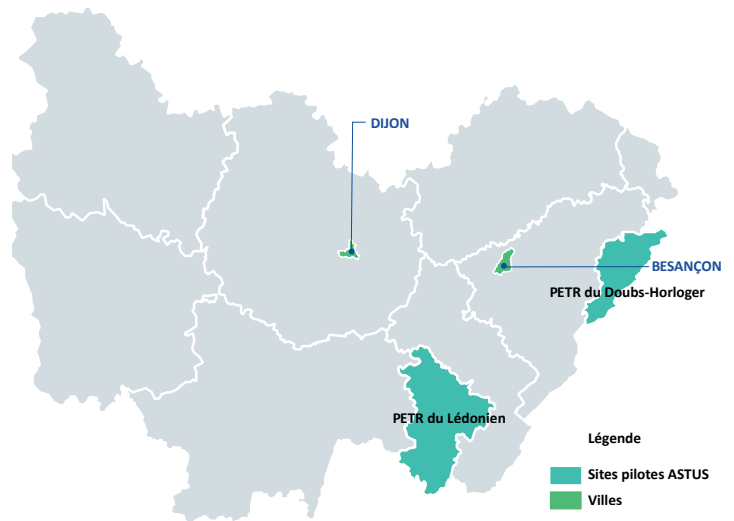 DIJON
BESANÇON
PETR du Doubs-Horloger
PETR du Lédonien
Légende
Sites pilotes ASTUS
Villes